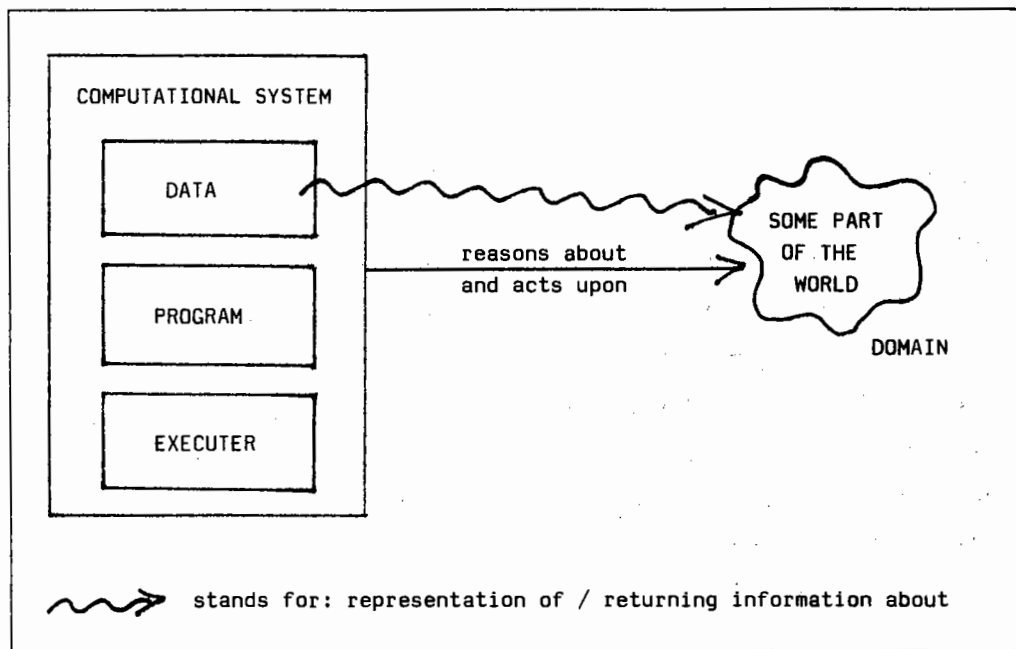 COMPUTATIONAL SYSTEM
DATA
PROGRAM
EXECUTER
reasons about
and acts upon
SOME PART
OF THE
WORLD
DOMAIN
stands for: representation of / returning information about